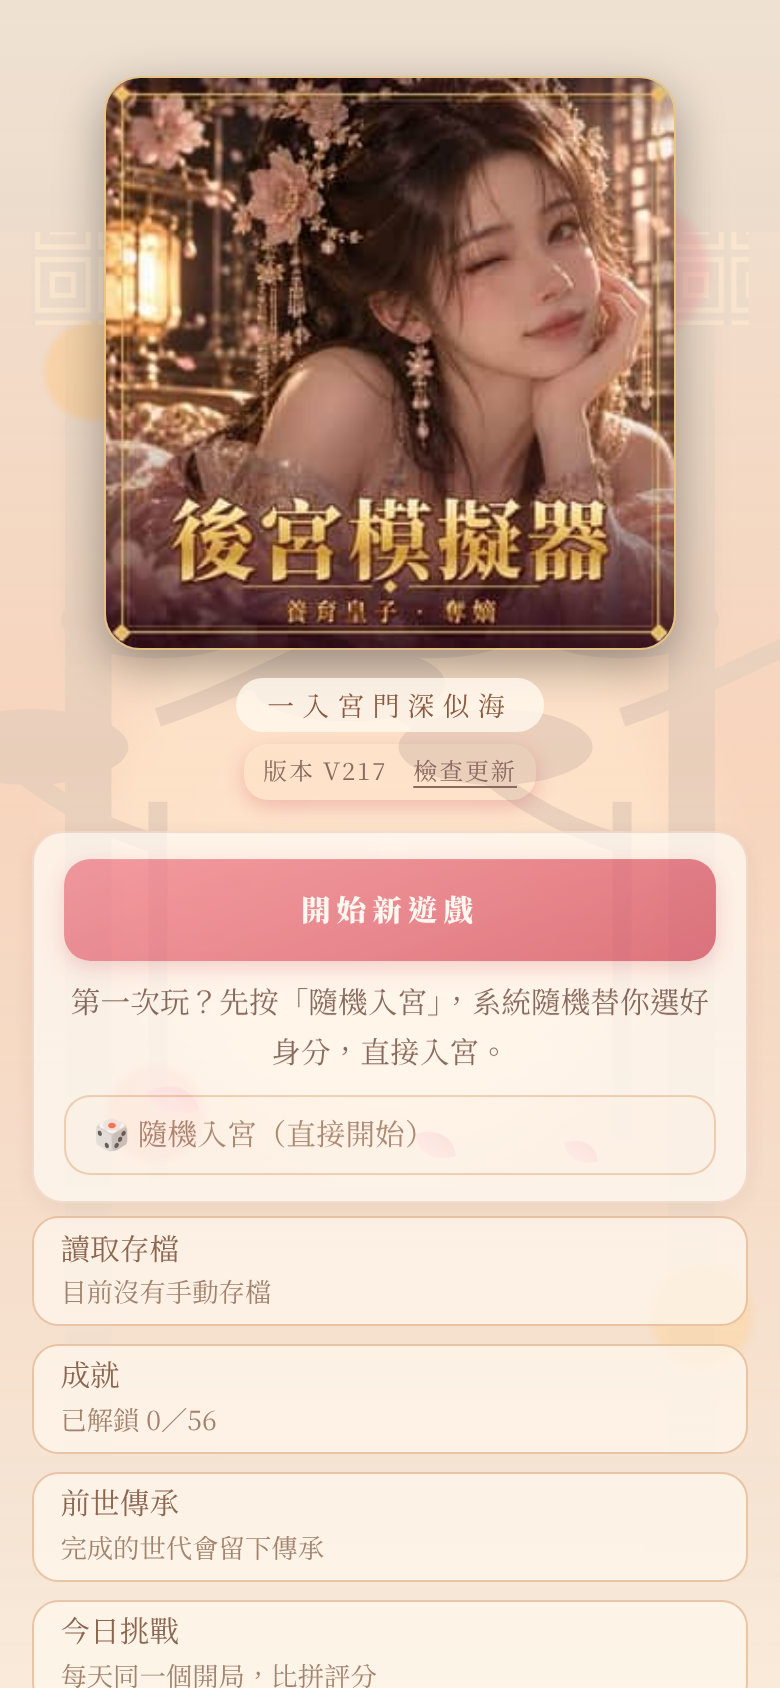 後宮模擬器
養育皇子·奪嫡
一入宮門深似海
版本 V217 檢查更新
開始新遊戲
第一次玩？先按「隨機入宮」，系統隨機替你選好
身分，直接入宮。
🎲 隨機入宮（直接開始）
讀取存檔
目前沒有手動存檔
成就
已解鎖 0／56
前世傳承
完成的世代會留下傳承
今日挑戰
每天同一個開局，比拼評分